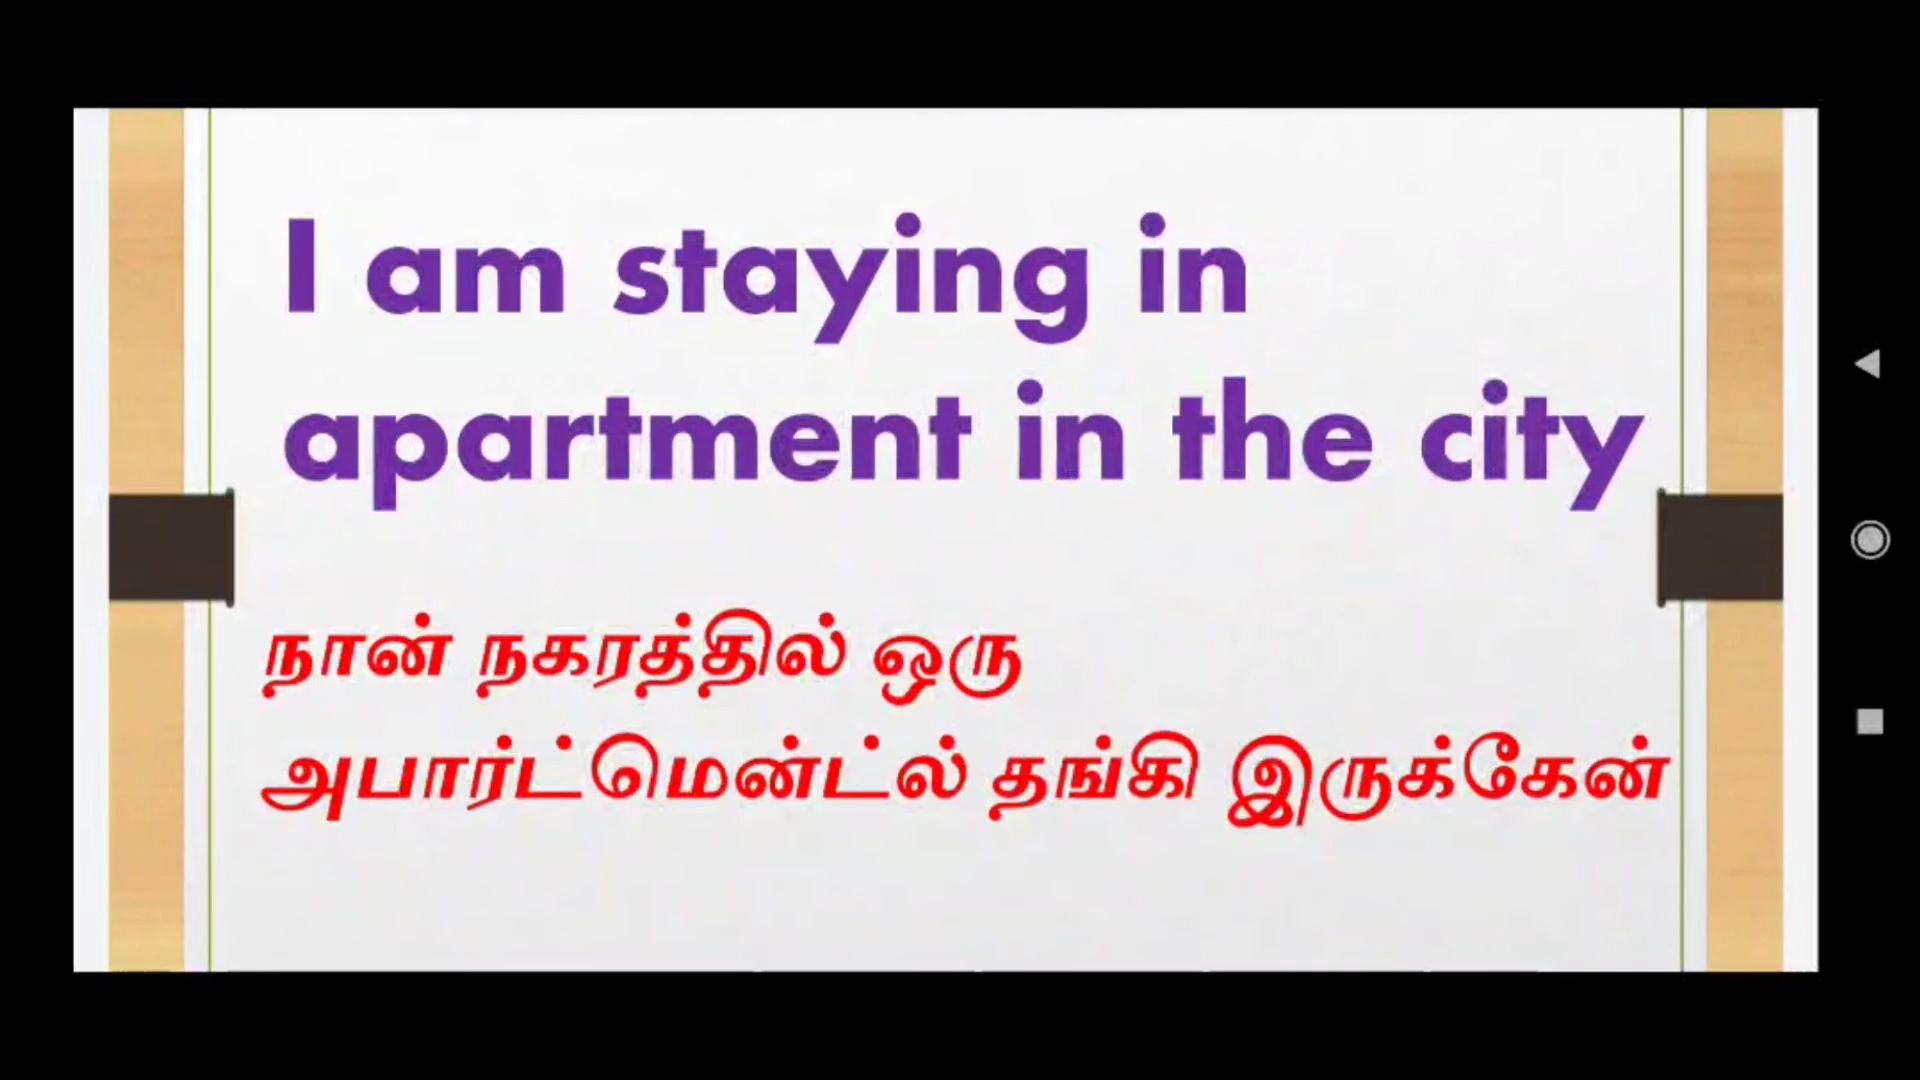 I am staying in
apartment in the city
நான் நகரத்தில் ஒரு
அபார்ட்மென்ட்ல் தங்கி இருக்கேன்